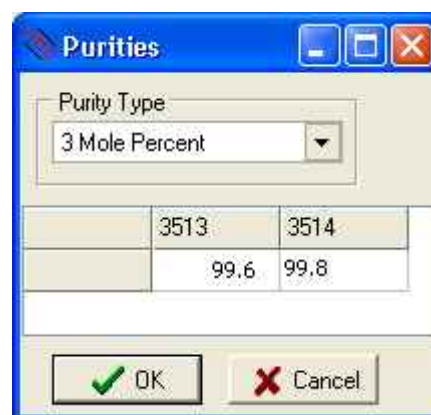 Purities
Purity Type
3 Mole Percent
3513 3514
99.6 99.8
OK Cancel